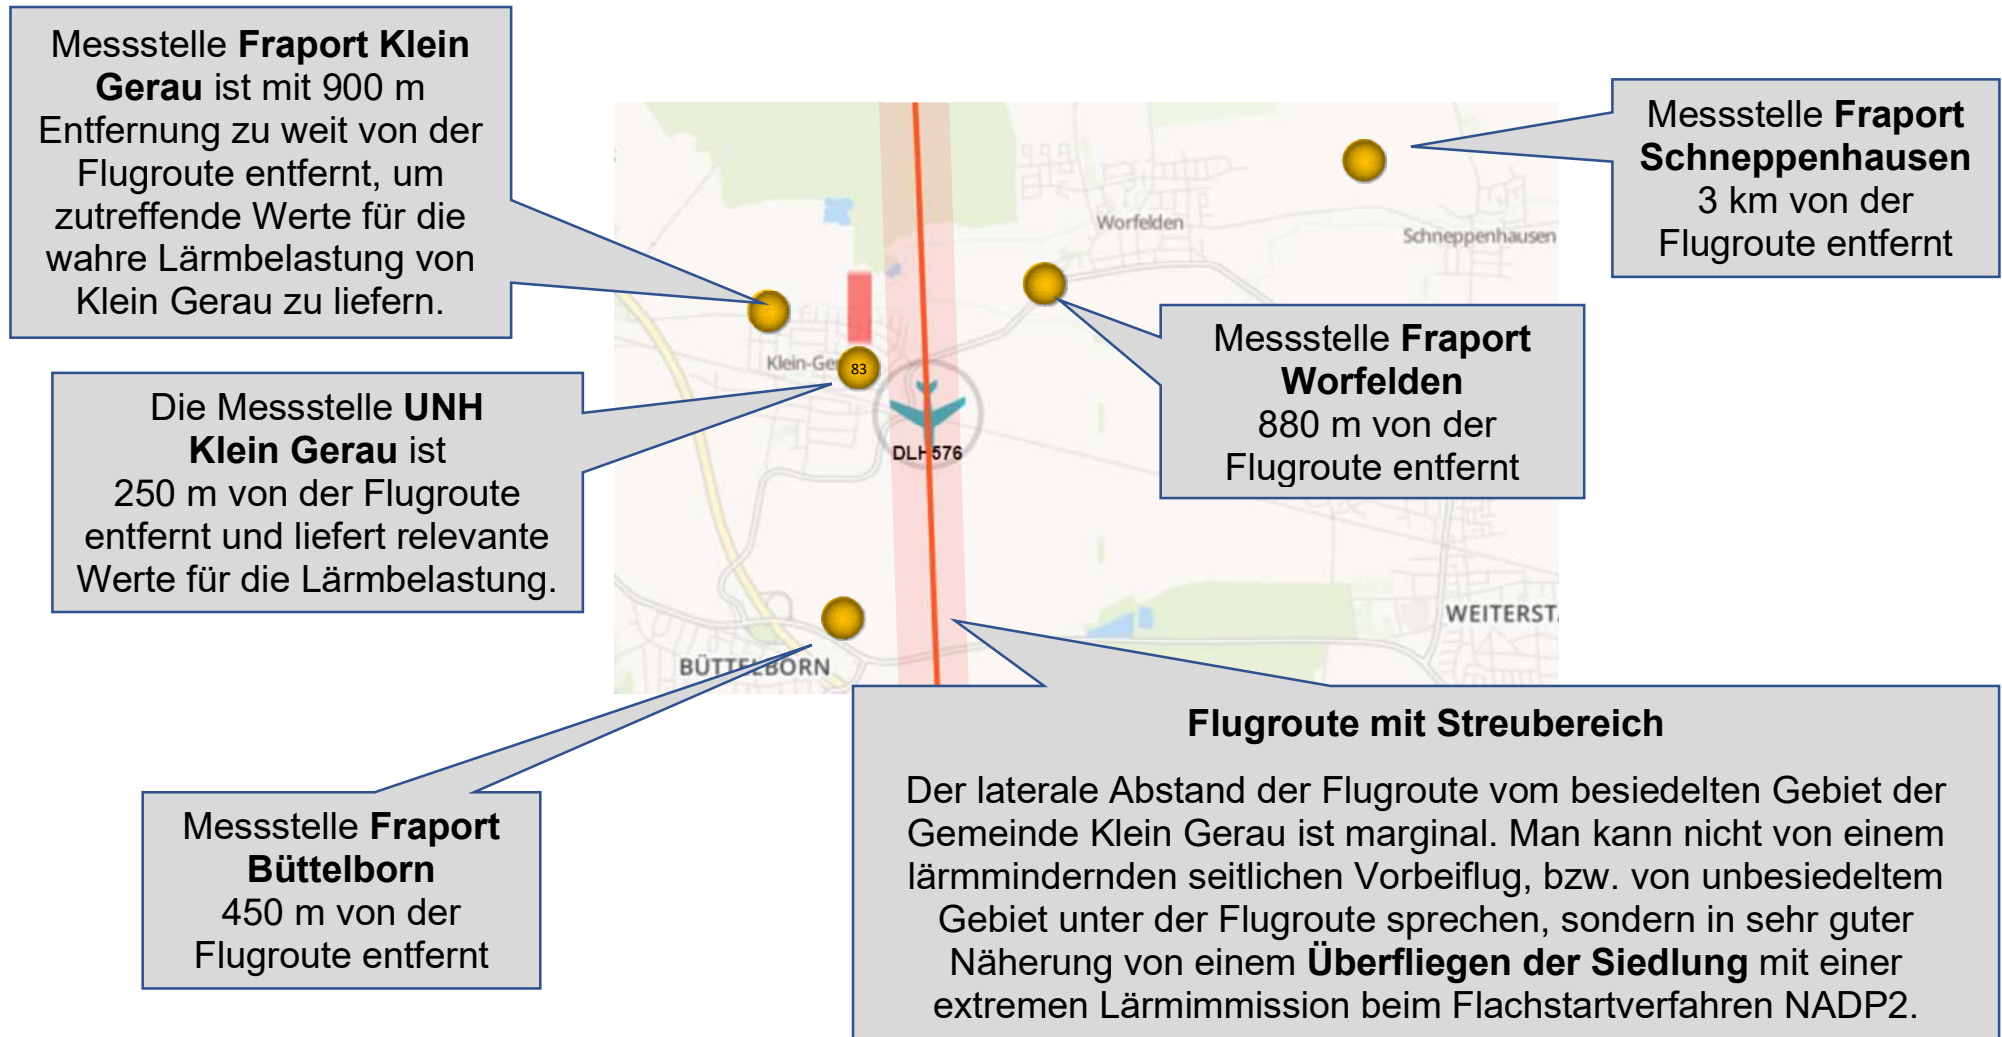 Messstelle Fraport Klein
Gerau ist mit 900 m
Entfernung zu weit von der
Flugroute entfernt, um
zutreffende Werte für die
wahre Lärmbelastung von
Klein Gerau zu liefern.
Messstelle Fraport
Schneppenhausen
3 km von der
Flugroute entfernt
Worfelden
Schneppenhausen
Klein-Ge
83
DLH576
Die Messstelle UNH
Klein Gerau ist
250 m von der Flugroute
entfernt und liefert relevante
Werte für die Lärmbelastung.
Messstelle Fraport
Worfelden
880 m von der
Flugroute entfernt
WEITERST
BÜTTELBORN
Messstelle Fraport
Büttelborn
450 m von der
Flugroute entfernt
Flugroute mit Streubereich
Der laterale Abstand der Flugroute vom besiedelten Gebiet der
Gemeinde Klein Gerau ist marginal. Man kann nicht von einem
lärmmindernden seitlichen Vorbeiflug, bzw. von unbesiedeltem
Gebiet unter der Flugroute sprechen, sondern in sehr guter
Näherung von einem Überfliegen der Siedlung mit einer
extremen Lärmimmission beim Flachstartverfahren NADP2.